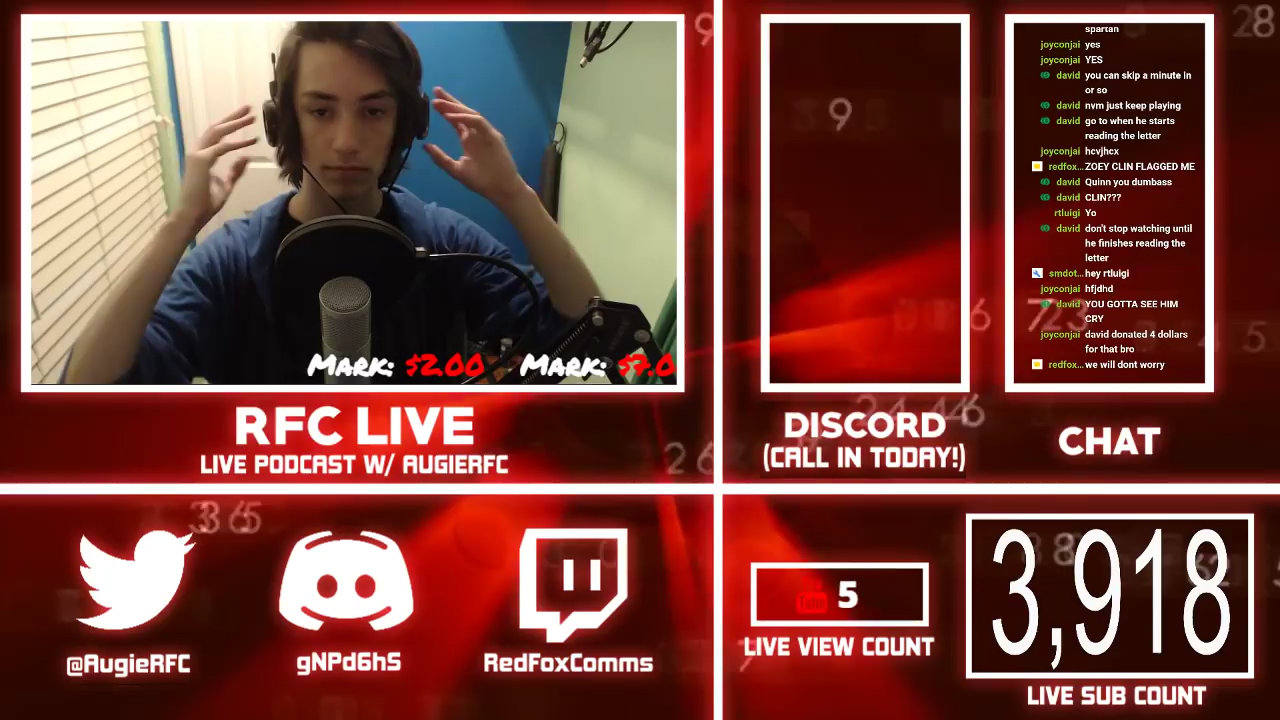 MARK: $2.00 MARK: $7.0
RFC LIVE
LIVE PODCAST W/ AUGIERFC
DISCORD
(CALL IN TODAY!)
spartan
joyconjai yes
joyconjai YES
david you can skip a minute in
or so
david nvm just keep playing
david go to when he starts
reading the letter
joyconjai hcvjhcx
redfox... ZOEY CLIN FLAGGED ME
david Quinn you dumbass
david CLIN???
rtluigi Yo
david don't stop watching until
he finishes reading the
letter
smdot... hey rtluigi
joyconjai hfjdhd
david YOU GOTTA SEE HIM
CRY
joyconjai david donated 4 dollars
for that bro
redfox... we will dont worry
CHAT
@AugieRFC
gNPd6hS
RedFoxComms
Tube 5
LIVE VIEW COUNT
3,918
LIVE SUB COUNT